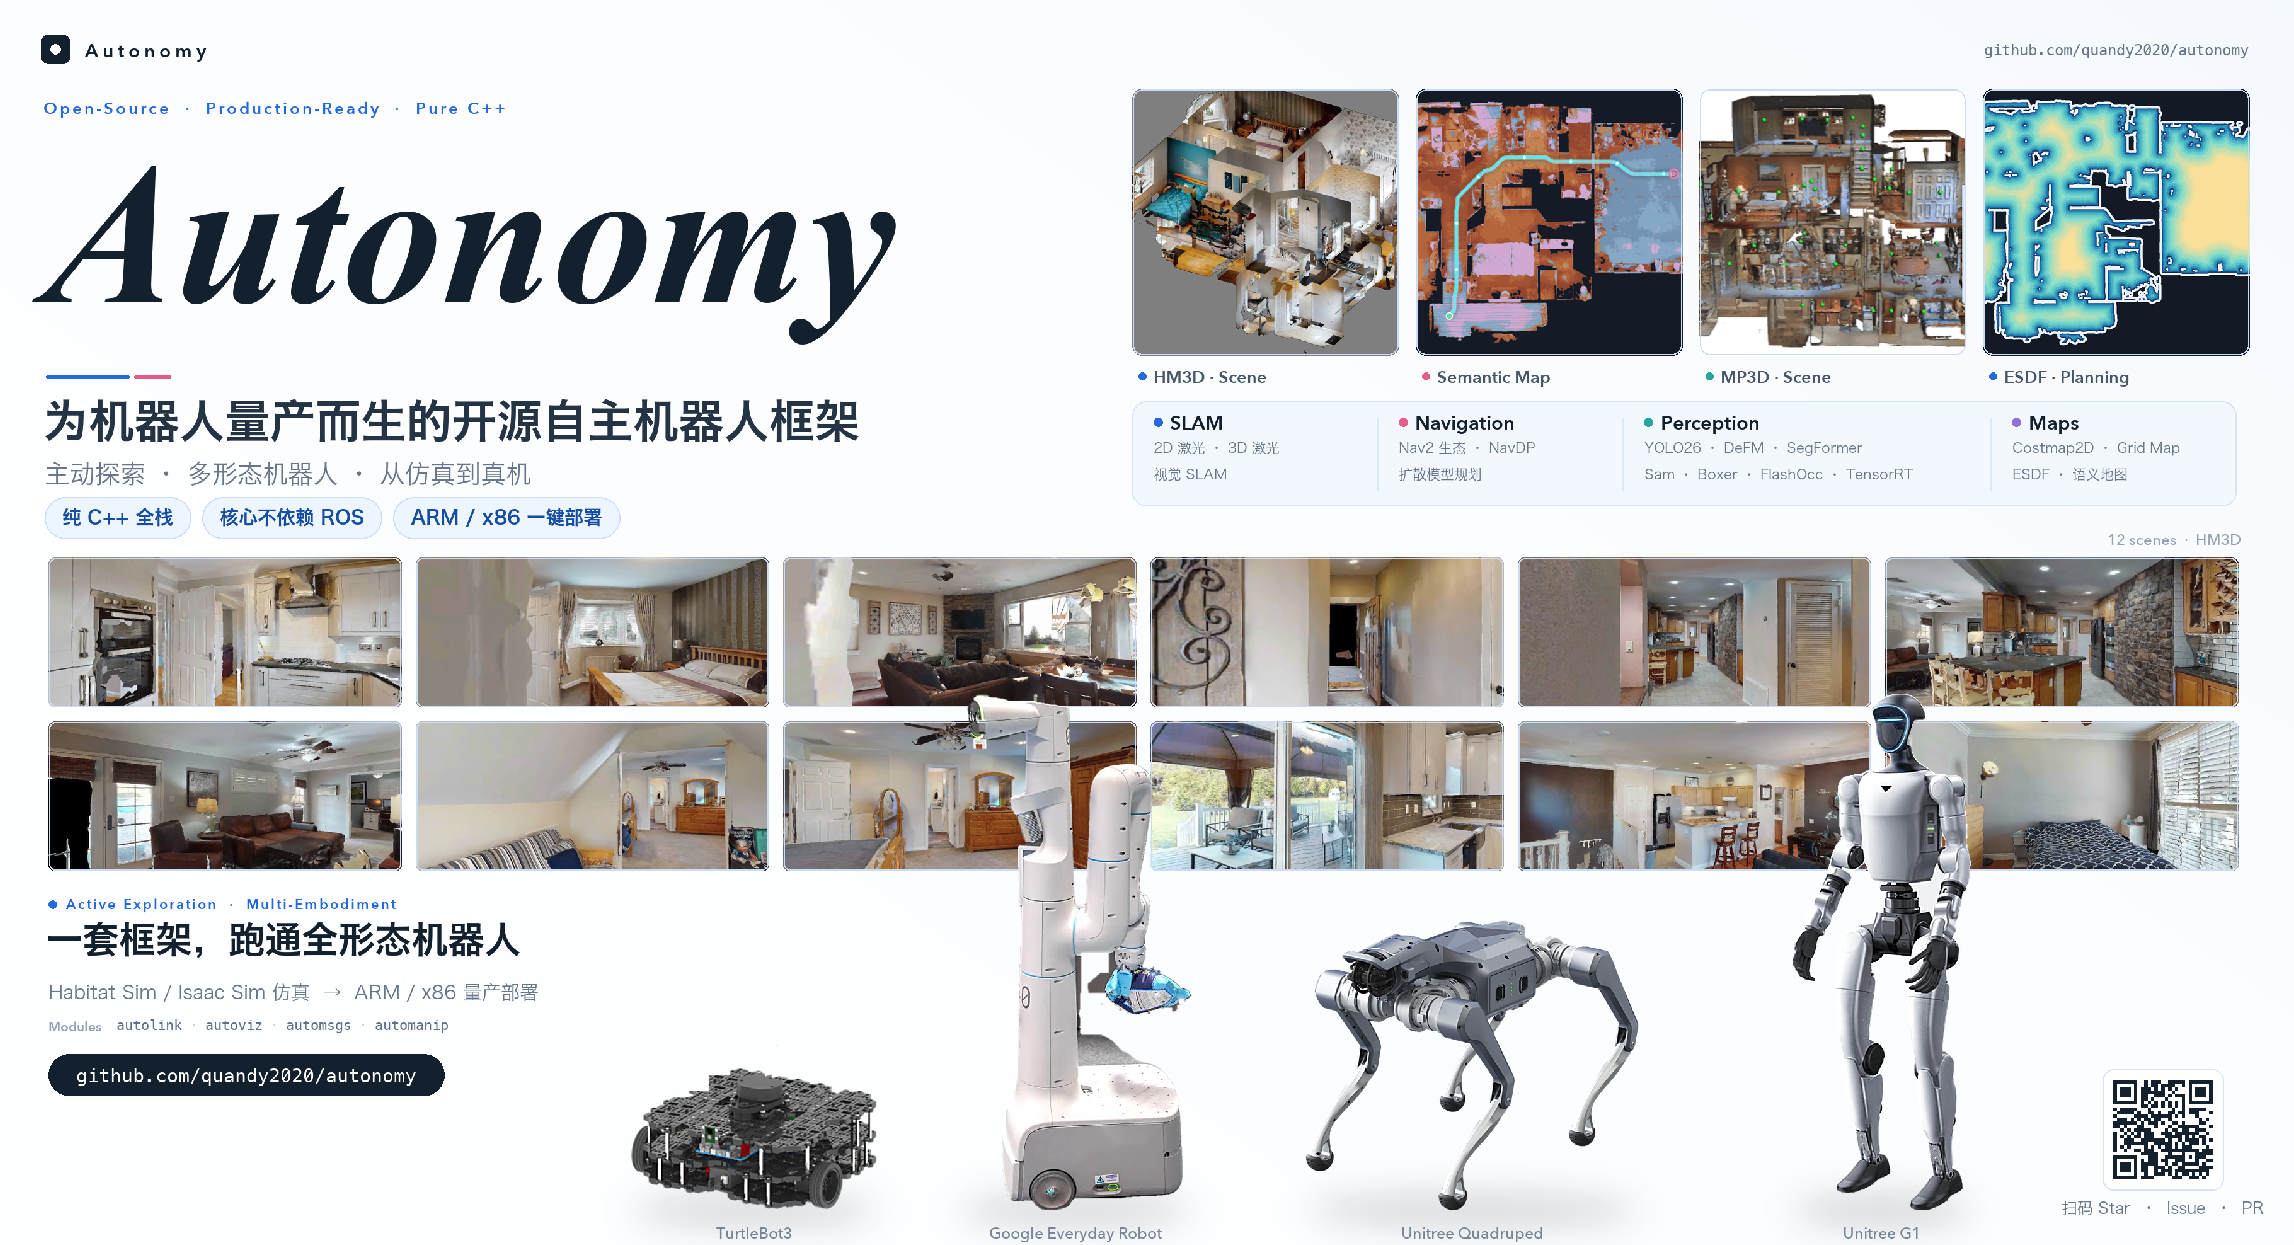 Autonomy
github.com/quandy2020/autonomy
Open-Source · Production-Ready · Pure C++
Autonomy
为机器人量产而生的开源自主机器人框架
主动探索 · 多形态机器人 · 从仿真到真机
纯 C++ 全栈
核心不依赖 ROS
ARM / x86 一键部署
HM3D · Scene
Semantic Map
MP3D · Scene
ESDF · Planning
SLAM
2D 激光 · 3D 激光
视觉 SLAM
Navigation
Nav2 生态 · NavDP
扩散模型规划
Perception
YOLO26 · DeFM · SegFormer
Sam · Boxer · FlashOcc · TensorRT
Maps
Costmap2D · Grid Map
ESDF · 语义地图
12 scenes · HM3D
Active Exploration · Multi-Embodiment
一套框架，跑通全形态机器人
Habitat Sim / Isaac Sim 仿真 → ARM / x86 量产部署
Modules autolink · autoviz · automsgs · automanip
github.com/quandy2020/autonomy
TurtleBot3
Google Everyday Robot
Unitree Quadruped
Unitree G1
扫码 Star · Issue · PR